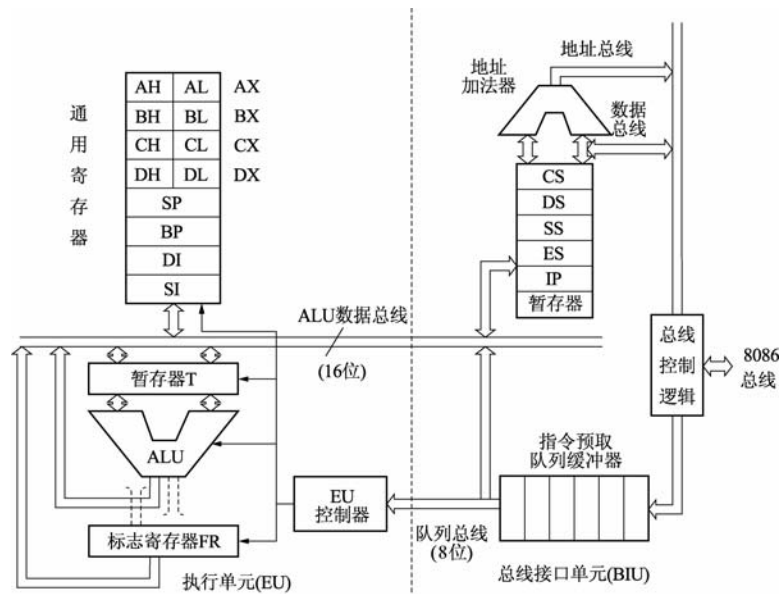 地址总线
地址
加法器
数据
总线
通用寄存器
AH AL AX
BH BL BX
CH CL CX
DH DL DX
SP
BP
DI
SI
CS
DS
SS
ES
IP
暂存器
ALU数据总线
(16位)
总线
控制
逻辑
8086
总线
暂存器T
ALU
标志寄存器FR
EU
控制器
指令预取
队列缓冲器
队列总线
(8位)
执行单元(EU)
总线接口单元(BIU)